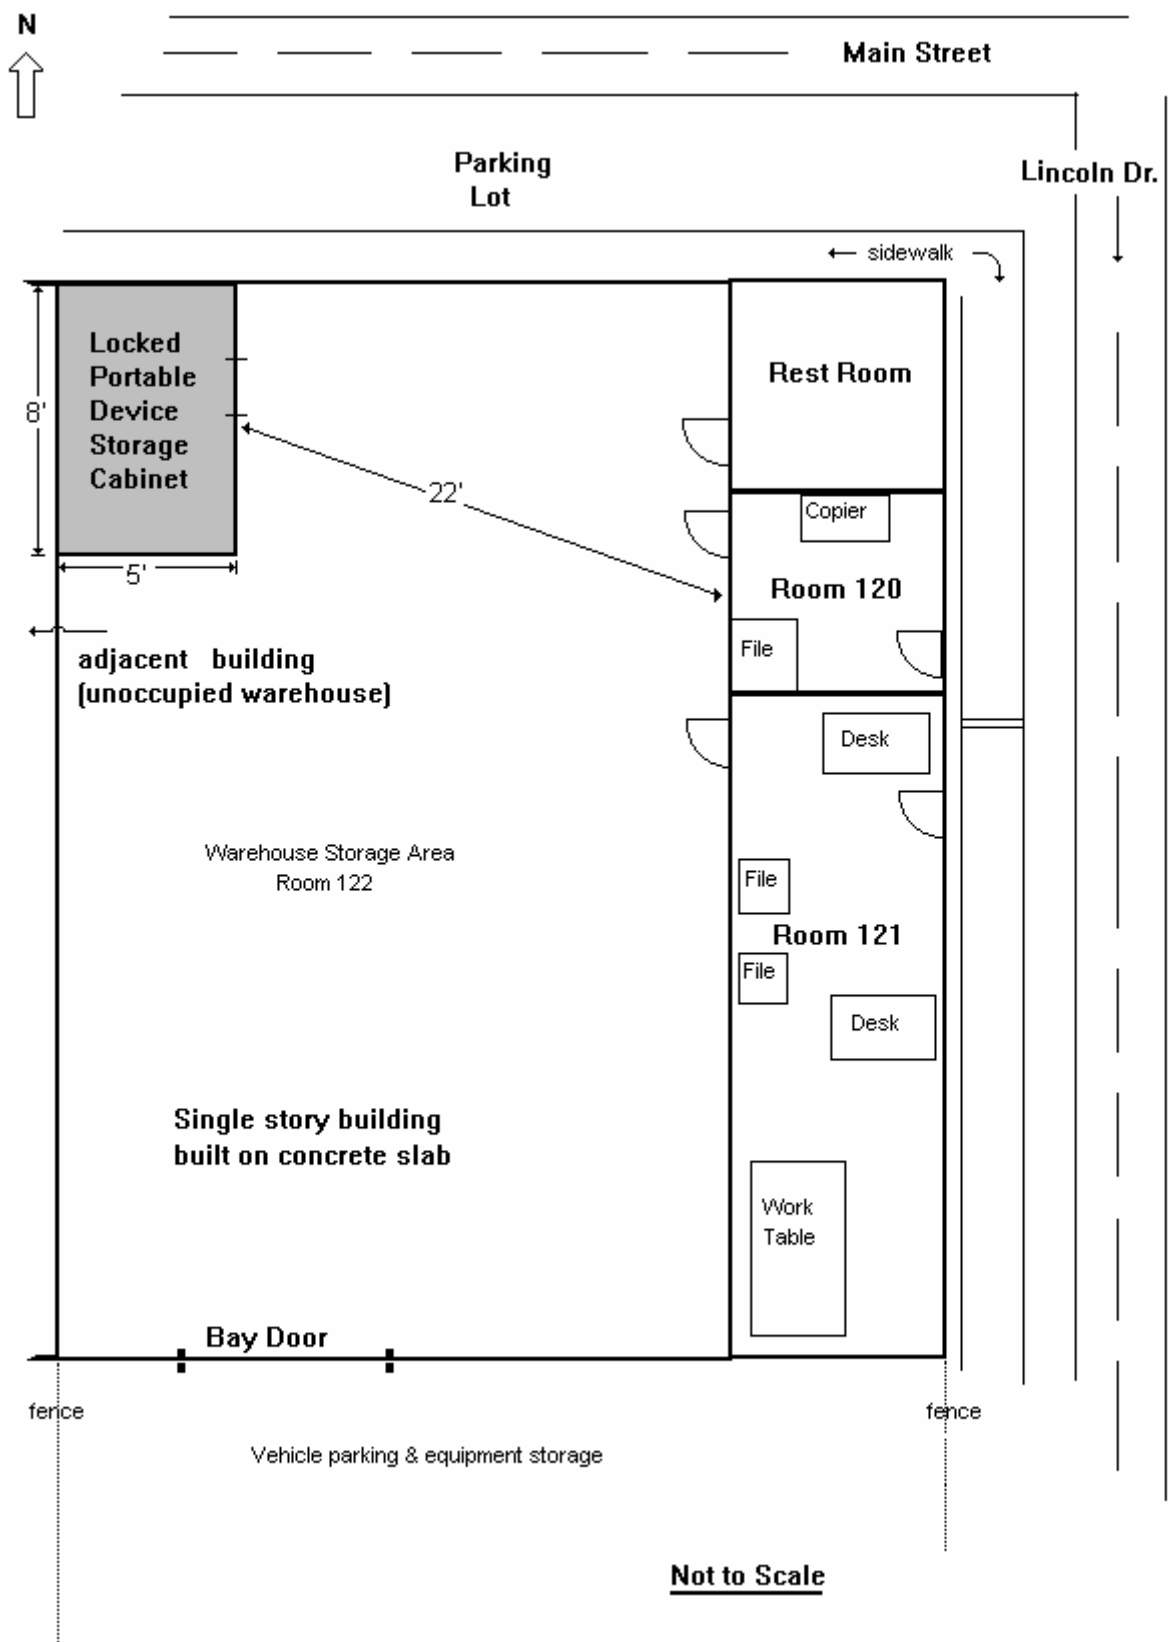 N
Main Street
Parking
Lot
Lincoln Dr.
sidewalk
Locked
Portable
Device
Storage
Cabinet
8'
5'
22'
Rest Room
Copier
Room 120
File
adjacent building
(unoccupied warehouse)
Desk
Warehouse Storage Area
Room 122
File
Room 121
File
Desk
Single story building
built on concrete slab
Work
Table
Bay Door
fence
fence
Vehicle parking & equipment storage
Not to Scale